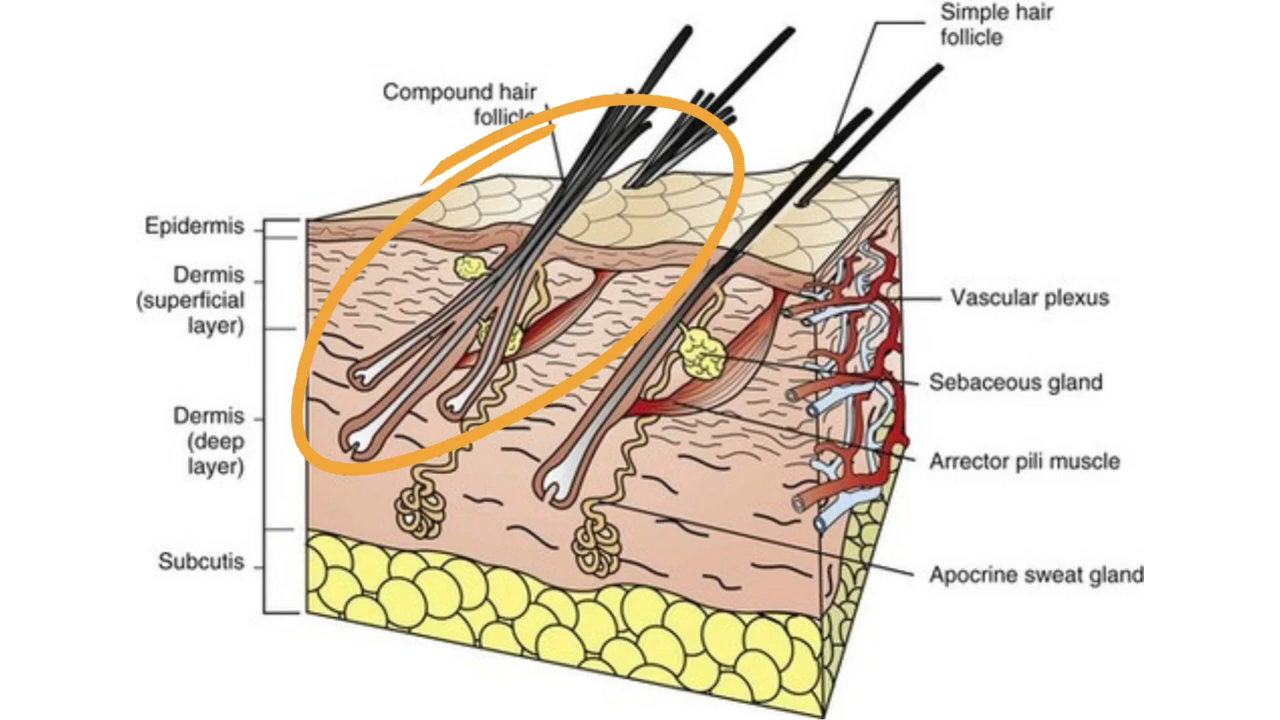 Simple hair
follicle
Compound hair
follicle
Epidermis
Dermis
(superficial
layer)
Dermis
(deep
layer)
Subcutis
Vascular plexus
Sebaceous gland
Arrector pili muscle
Apocrine sweat gland